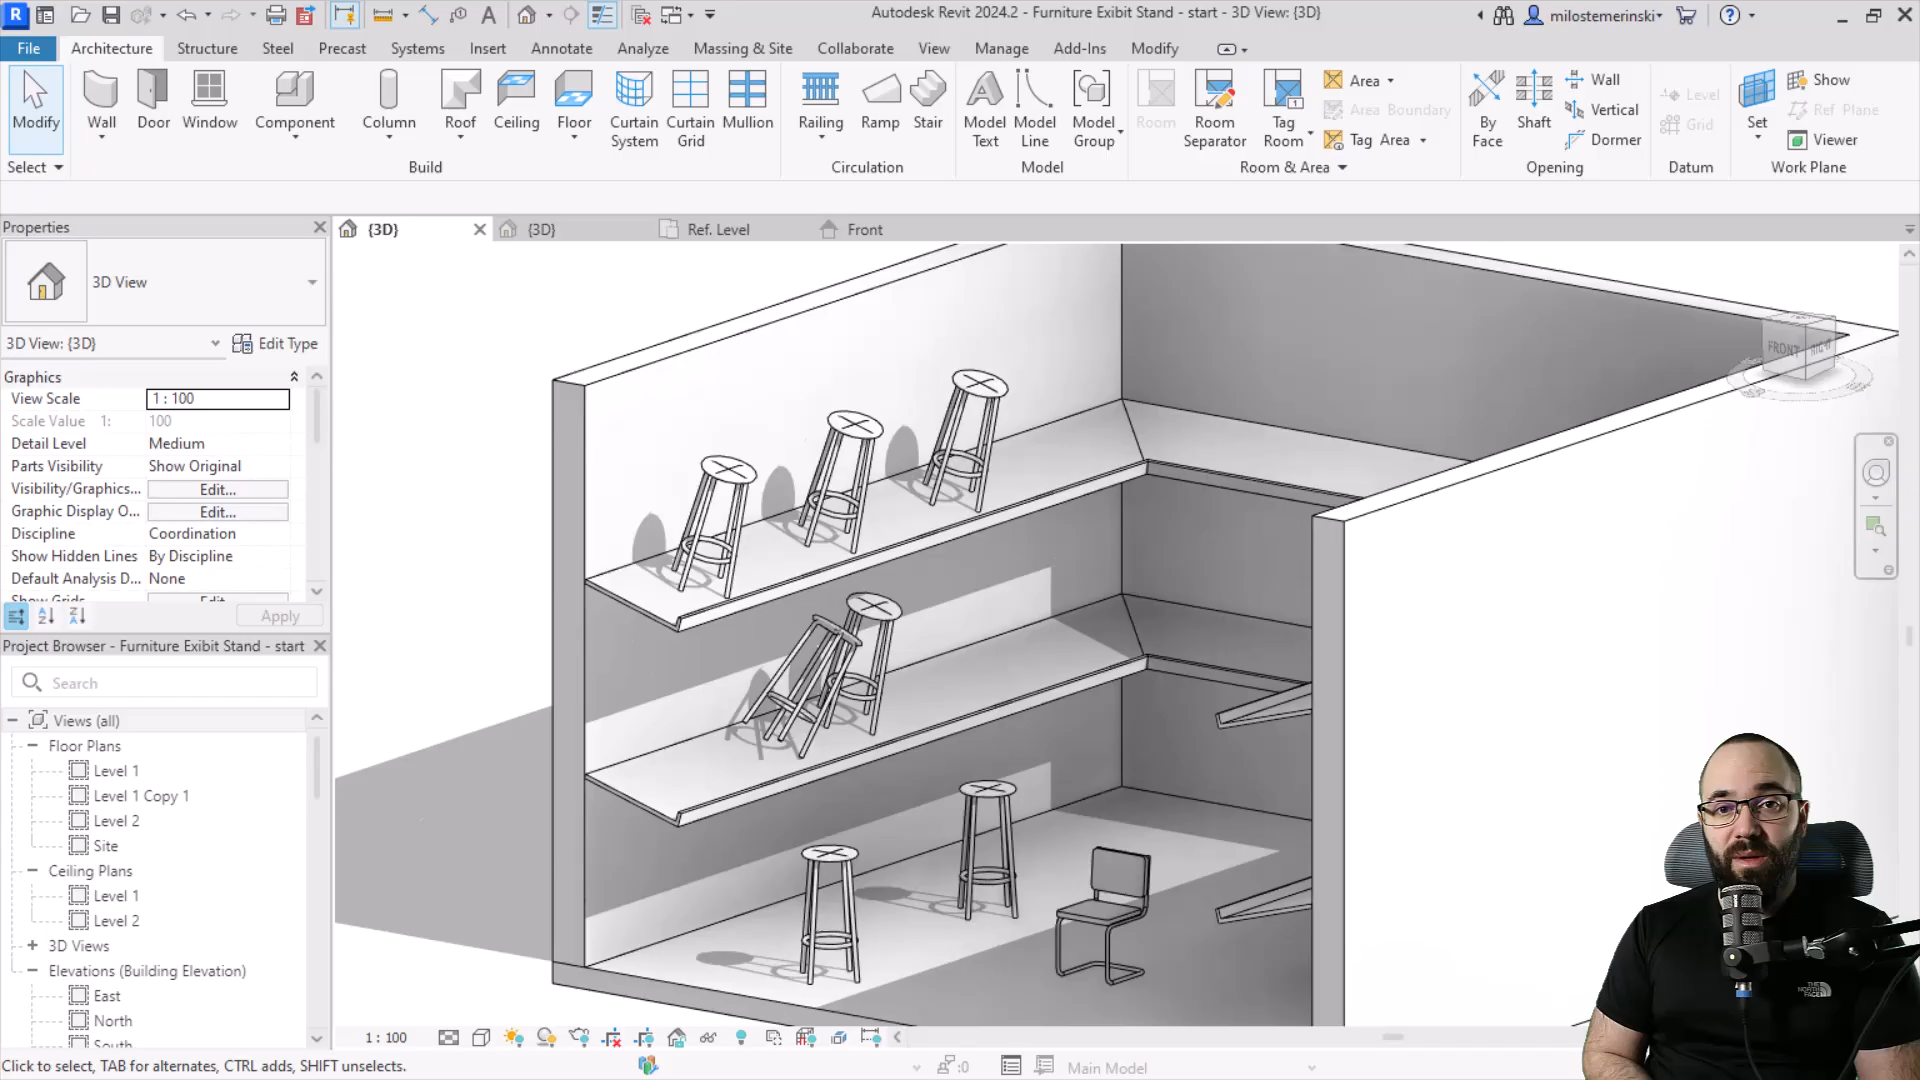 Autodesk Revit 2024.2 - Furniture Exibit Stand - start - 3D View: {3D}
milostemerinski
File
Architecture
Structure
Steel
Precast
Systems
Insert
Annotate
Analyze
Massing & Site
Collaborate
View
Manage
Add-Ins
Modify
Modify
Wall
Door
Window
Component
Column
Roof
Ceiling
Floor
Curtain
System
Curtain
Grid
Mullion
Railing
Ramp
Stair
Model
Text
Model
Line
Model
Group
Room
Room
Separator
Tag
Room
Area
Area Boundary
Tag Area
By
Face
Shaft
Wall
Vertical
Dormer
Level
Grid
Set
Show
Ref Plane
Viewer
Select
Build
Circulation
Model
Room & Area
Opening
Datum
Work Plane
Properties
{3D}
{3D}
Ref. Level
Front
3D View
3D View: {3D}
Edit Type
Graphics
View Scale
1 : 100
Scale Value 1:
100
Detail Level
Medium
Parts Visibility
Show Original
Visibility/Graphics...
Edit...
Graphic Display O...
Edit...
Discipline
Coordination
Show Hidden Lines
By Discipline
Default Analysis D...
None
Show Grids
Edit...
Apply
Project Browser - Furniture Exibit Stand - start
Search
Views (all)
Floor Plans
Level 1
Level 1 Copy 1
Level 2
Site
Ceiling Plans
Level 1
Level 2
3D Views
Elevations (Building Elevation)
East
North
South
FRONT
RIGHT
THE
NORTH
FACE
1 : 100
Click to select, TAB for alternates, CTRL adds, SHIFT unselects.
:0
Main Model